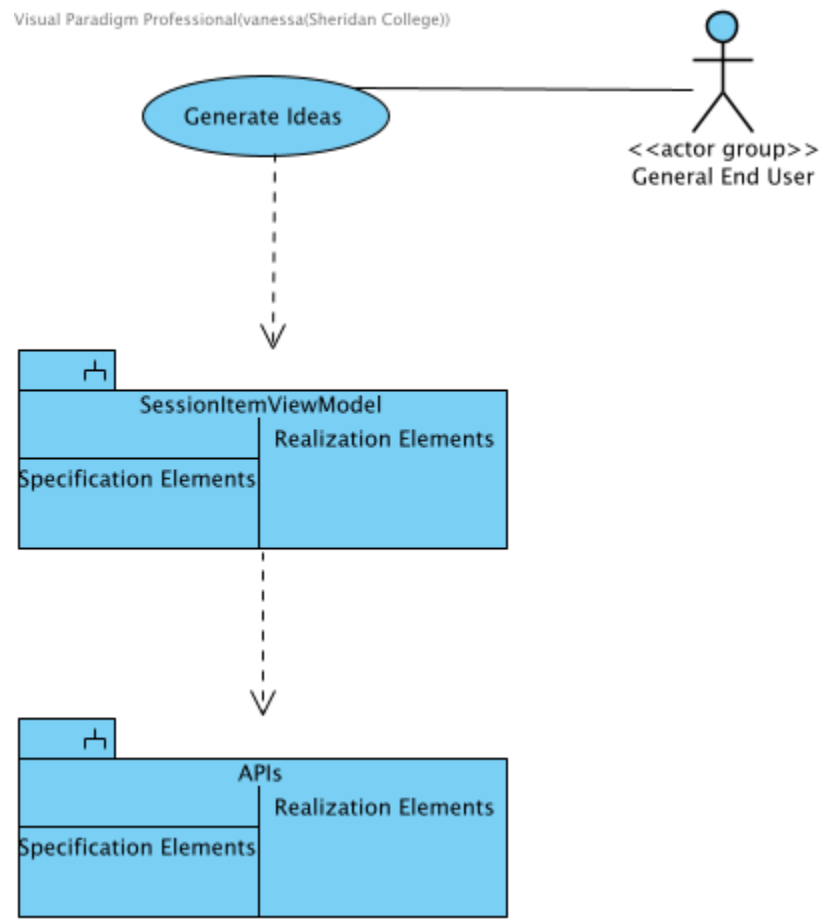 Visual Paradigm Professional(vanessa(Sheridan College))
Generate Ideas
<<actor group>>
General End User
SessionItemViewModel
Realization Elements
Specification Elements
APIs
Realization Elements
Specification Elements